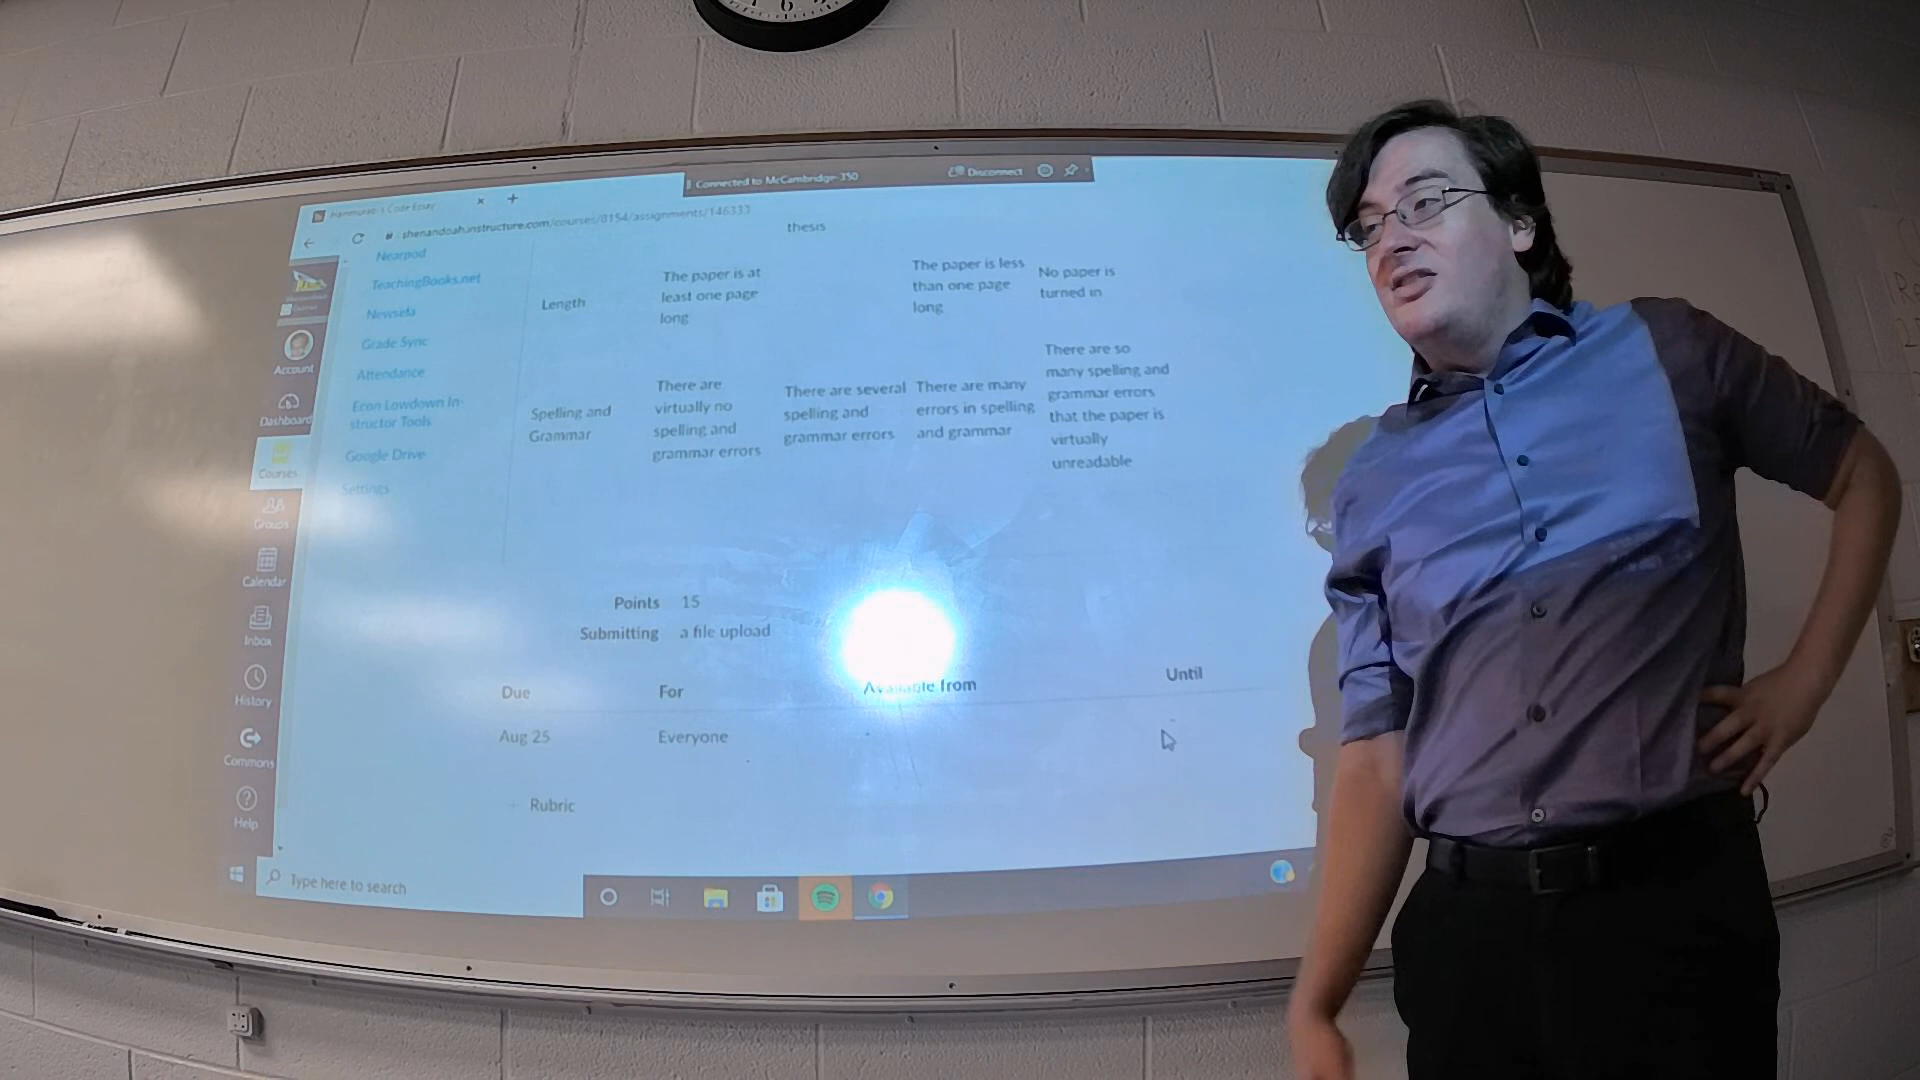 Connected to McCambridge-350
Disconnect
Hammurabi's Code Essay
shenandoah.instructure.com/courses/8154/assignments/146333
Nearpod
TeachingBooks.net
Newsela
Grade Sync
Attendance
Econ Lowdown In-
structor Tools
Google Drive
Settings
Account
Dashboard
Courses
Groups
Calendar
Inbox
History
Commons
Help
thesis
Length
The paper is at
least one page
long
The paper is less
than one page
long
No paper is
turned in
Spelling and
Grammar
There are
virtually no
spelling and
grammar errors
There are several
spelling and
grammar errors
There are many
errors in spelling
and grammar
There are so
many spelling and
grammar errors
that the paper is
virtually
unreadable
Points 15
Submitting a file upload
Due For Available from Until
Aug 25 Everyone
Rubric
Type here to search
6